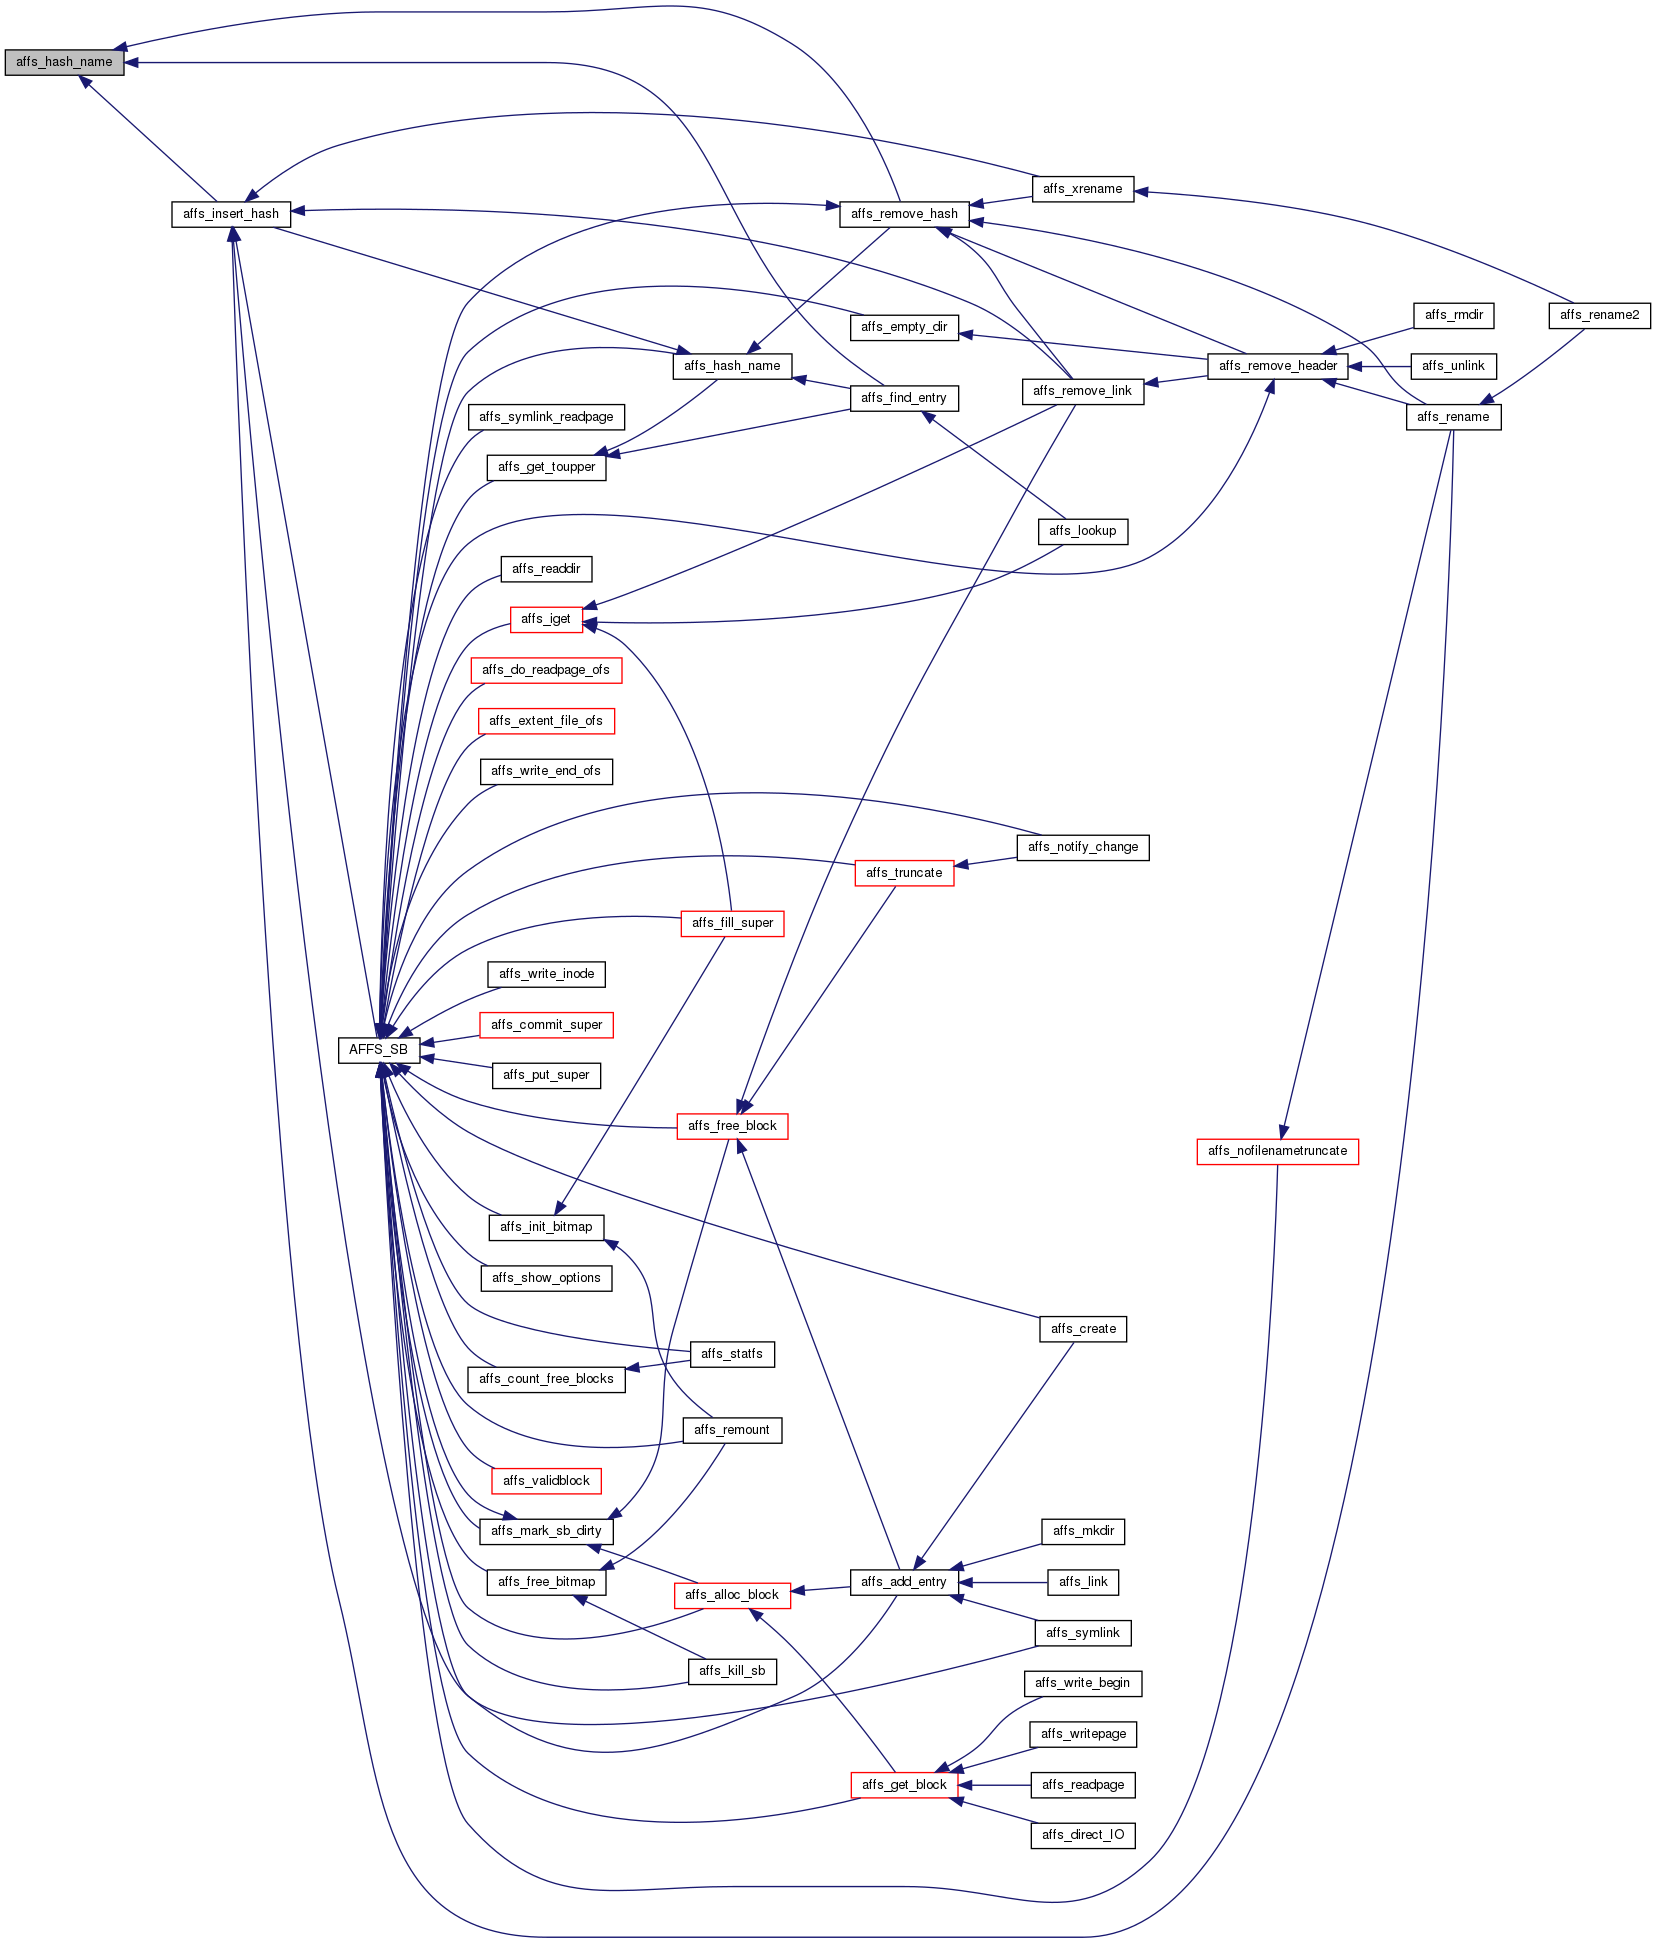 affs_hash_name
affs_xrename
affs_insert_hash
affs_remove_hash
affs_rmdir
affs_rename2
affs_empty_dir
affs_hash_name
affs_remove_header
affs_unlink
affs_remove_link
affs_find_entry
affs_symlink_readpage
affs_rename
affs_get_toupper
affs_lookup
affs_readdir
affs_iget
affs_do_readpage_ofs
affs_extent_file_ofs
affs_write_end_ofs
affs_notify_change
affs_truncate
affs_fill_super
affs_write_inode
affs_commit_super
AFFS_SB
affs_put_super
affs_free_block
affs_nofilenametruncate
affs_init_bitmap
affs_show_options
affs_create
affs_statfs
affs_count_free_blocks
affs_remount
affs_validblock
affs_mark_sb_dirty
affs_mkdir
affs_free_bitmap
affs_add_entry
affs_link
affs_alloc_block
affs_symlink
affs_kill_sb
affs_write_begin
affs_writepage
affs_get_block
affs_readpage
affs_direct_IO